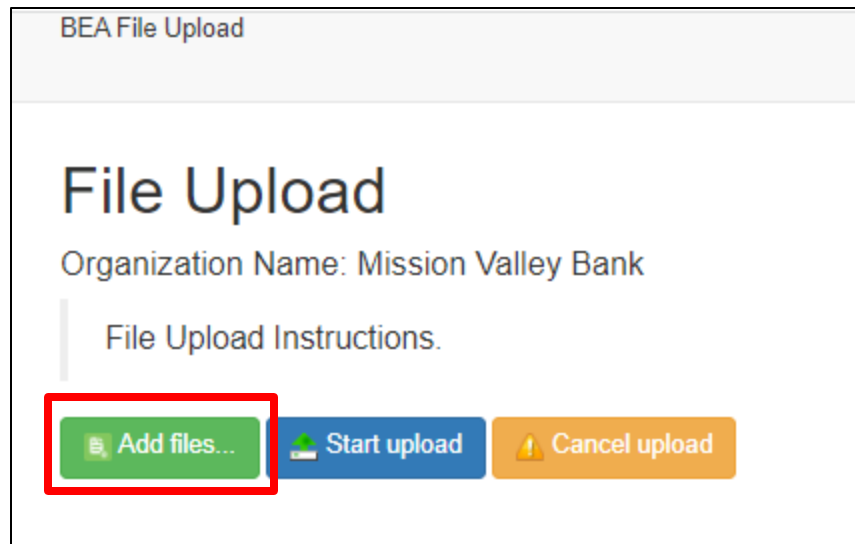 BEA File Upload
File Upload
Organization Name: Mission Valley Bank
File Upload Instructions.
Add files... Start upload Cancel upload